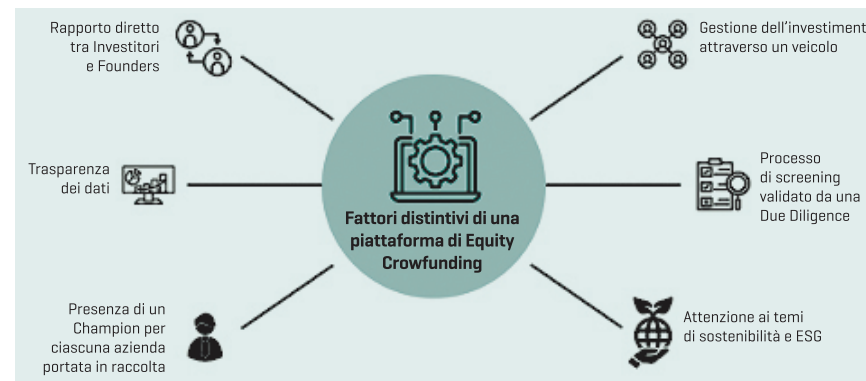 Rapporto diretto
tra Investitori
e Founders
Gestione dell'investiment
attraverso un veicolo
Trasparenza
dei dati
Fattori distintivi di una
piattaforma di Equity
Crowfunding
Processo
di screening
validato da una
Due Diligence
Presenza di un
Champion per
ciascuna azienda
portata in raccolta
Attenzione ai temi
di sostenibilità e ESG